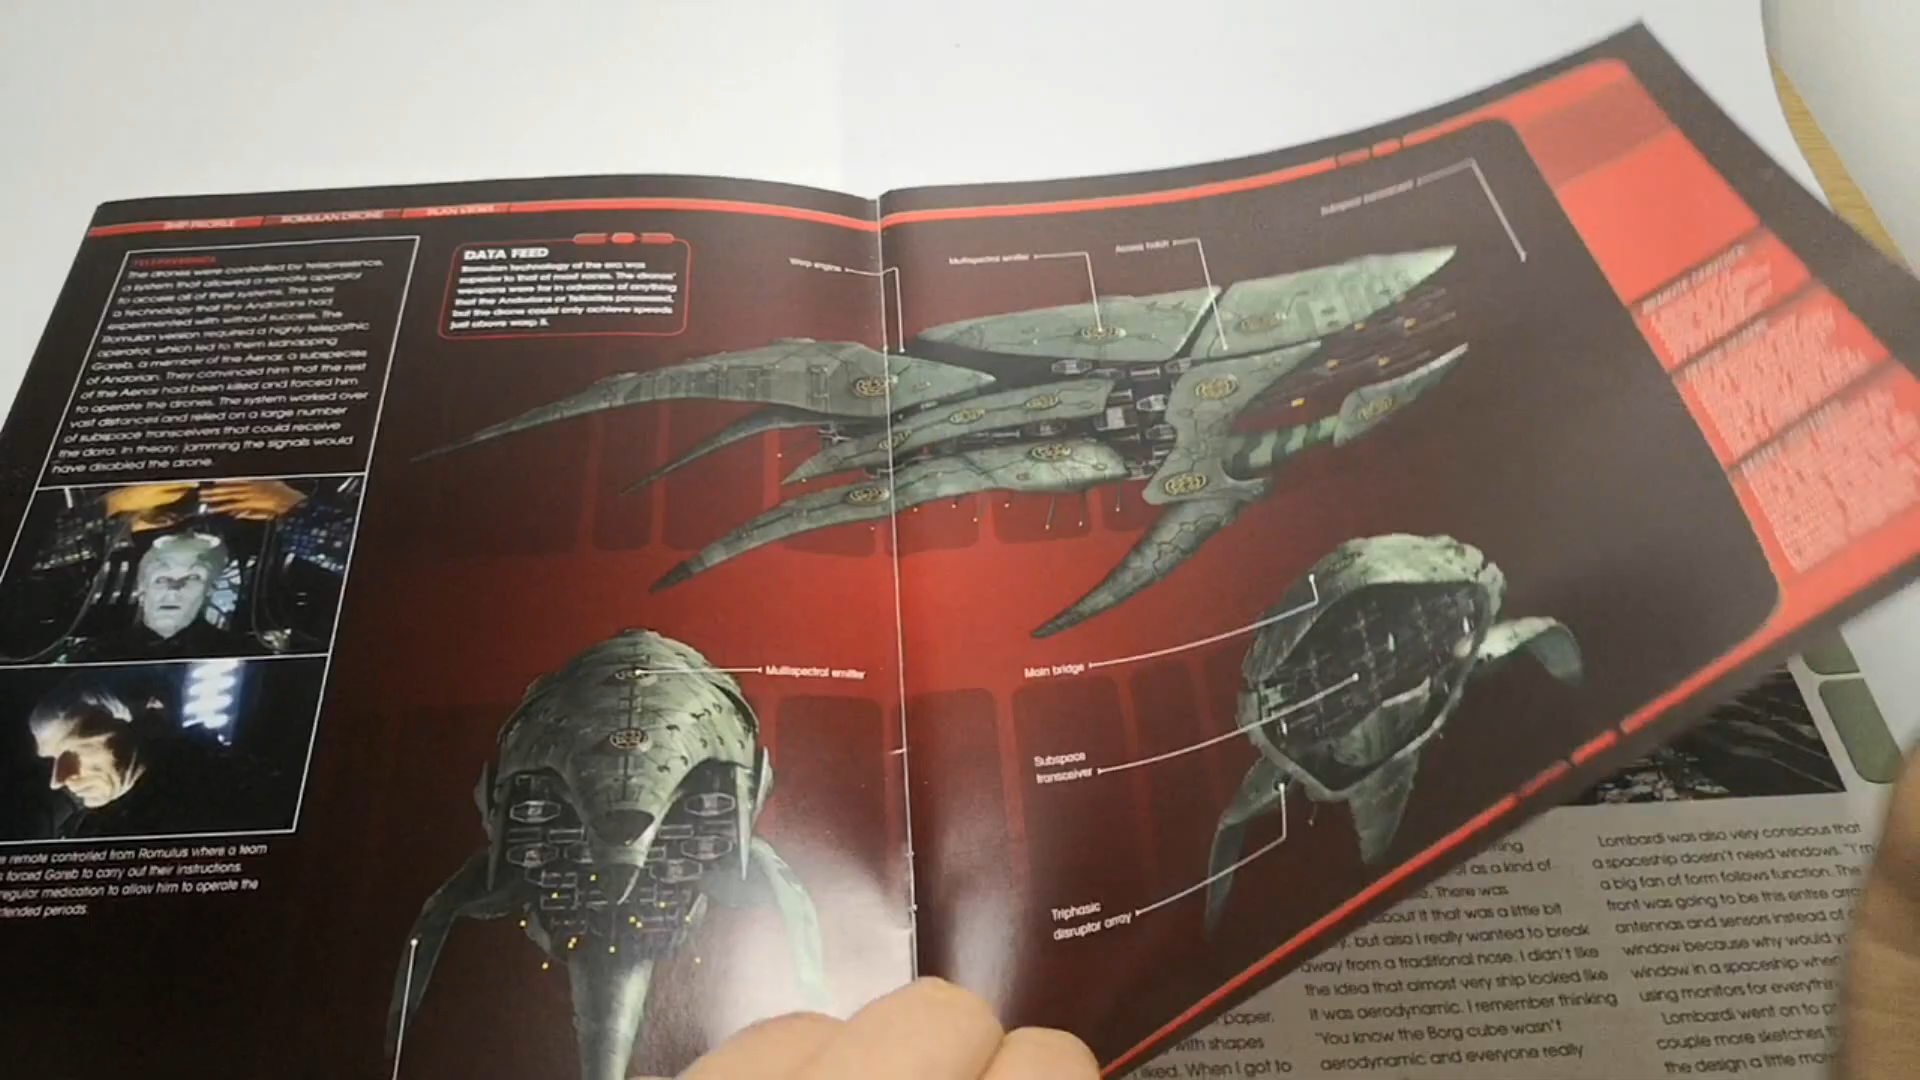 SHIP PROFILE
ROMULAN DRONE
PLAN VIEWS
TELEPRESENCE
The drones were controlled by telepresence,
a system that allowed a remote operator
to access all of their systems. This was
a technology that the Andorians had
experimented with without success. The
Romulan version required a highly telepathic
operator, which led to them kidnapping
Gareb, a member of the Aenar, a subspecies
of Andorian. They convinced him that the rest
of the Aenar had been killed and forced him
to operate the drones. The system worked over
vast distances and relied on a large number
of subspace transceivers that could receive
the data. In theory, jamming the signals would
have disabled the drone.
e remote controlled from Romulus where a team
s forced Gareb to carry out their instructions.
regular medication to allow him to operate the
tended periods.
DATA FEED
Romulan technology of the era was
superior to that of most races. The drones'
weapons were far in advance of anything
that the Andorians or Tellarites possessed,
but the drone could only achieve speeds
just above warp 5.
Warp engine
Multispectral emitter
Access hatch
Subspace transceiver
Multispectral emitter
Main bridge
Subspace
transceiver
Triphasic
disruptor array
as a kind of
There was
about it that was a little bit
but also I really wanted to break
away from a traditional nose. I didn't like
the idea that almost very ship looked like
it was aerodynamic. I remember thinking
"You know the Borg cube wasn't
aerodynamic and everyone really
paper,
with shapes
liked. When I got to
Lombardi was also very conscious that
a spaceship doesn't need windows. "I'm
a big fan of form follows function. The
front was going to be this entire
antennas and sensors instead of
window because why would
window in a spaceship when
using monitors for
Lombardi went on to
couple more sketches
the design a little